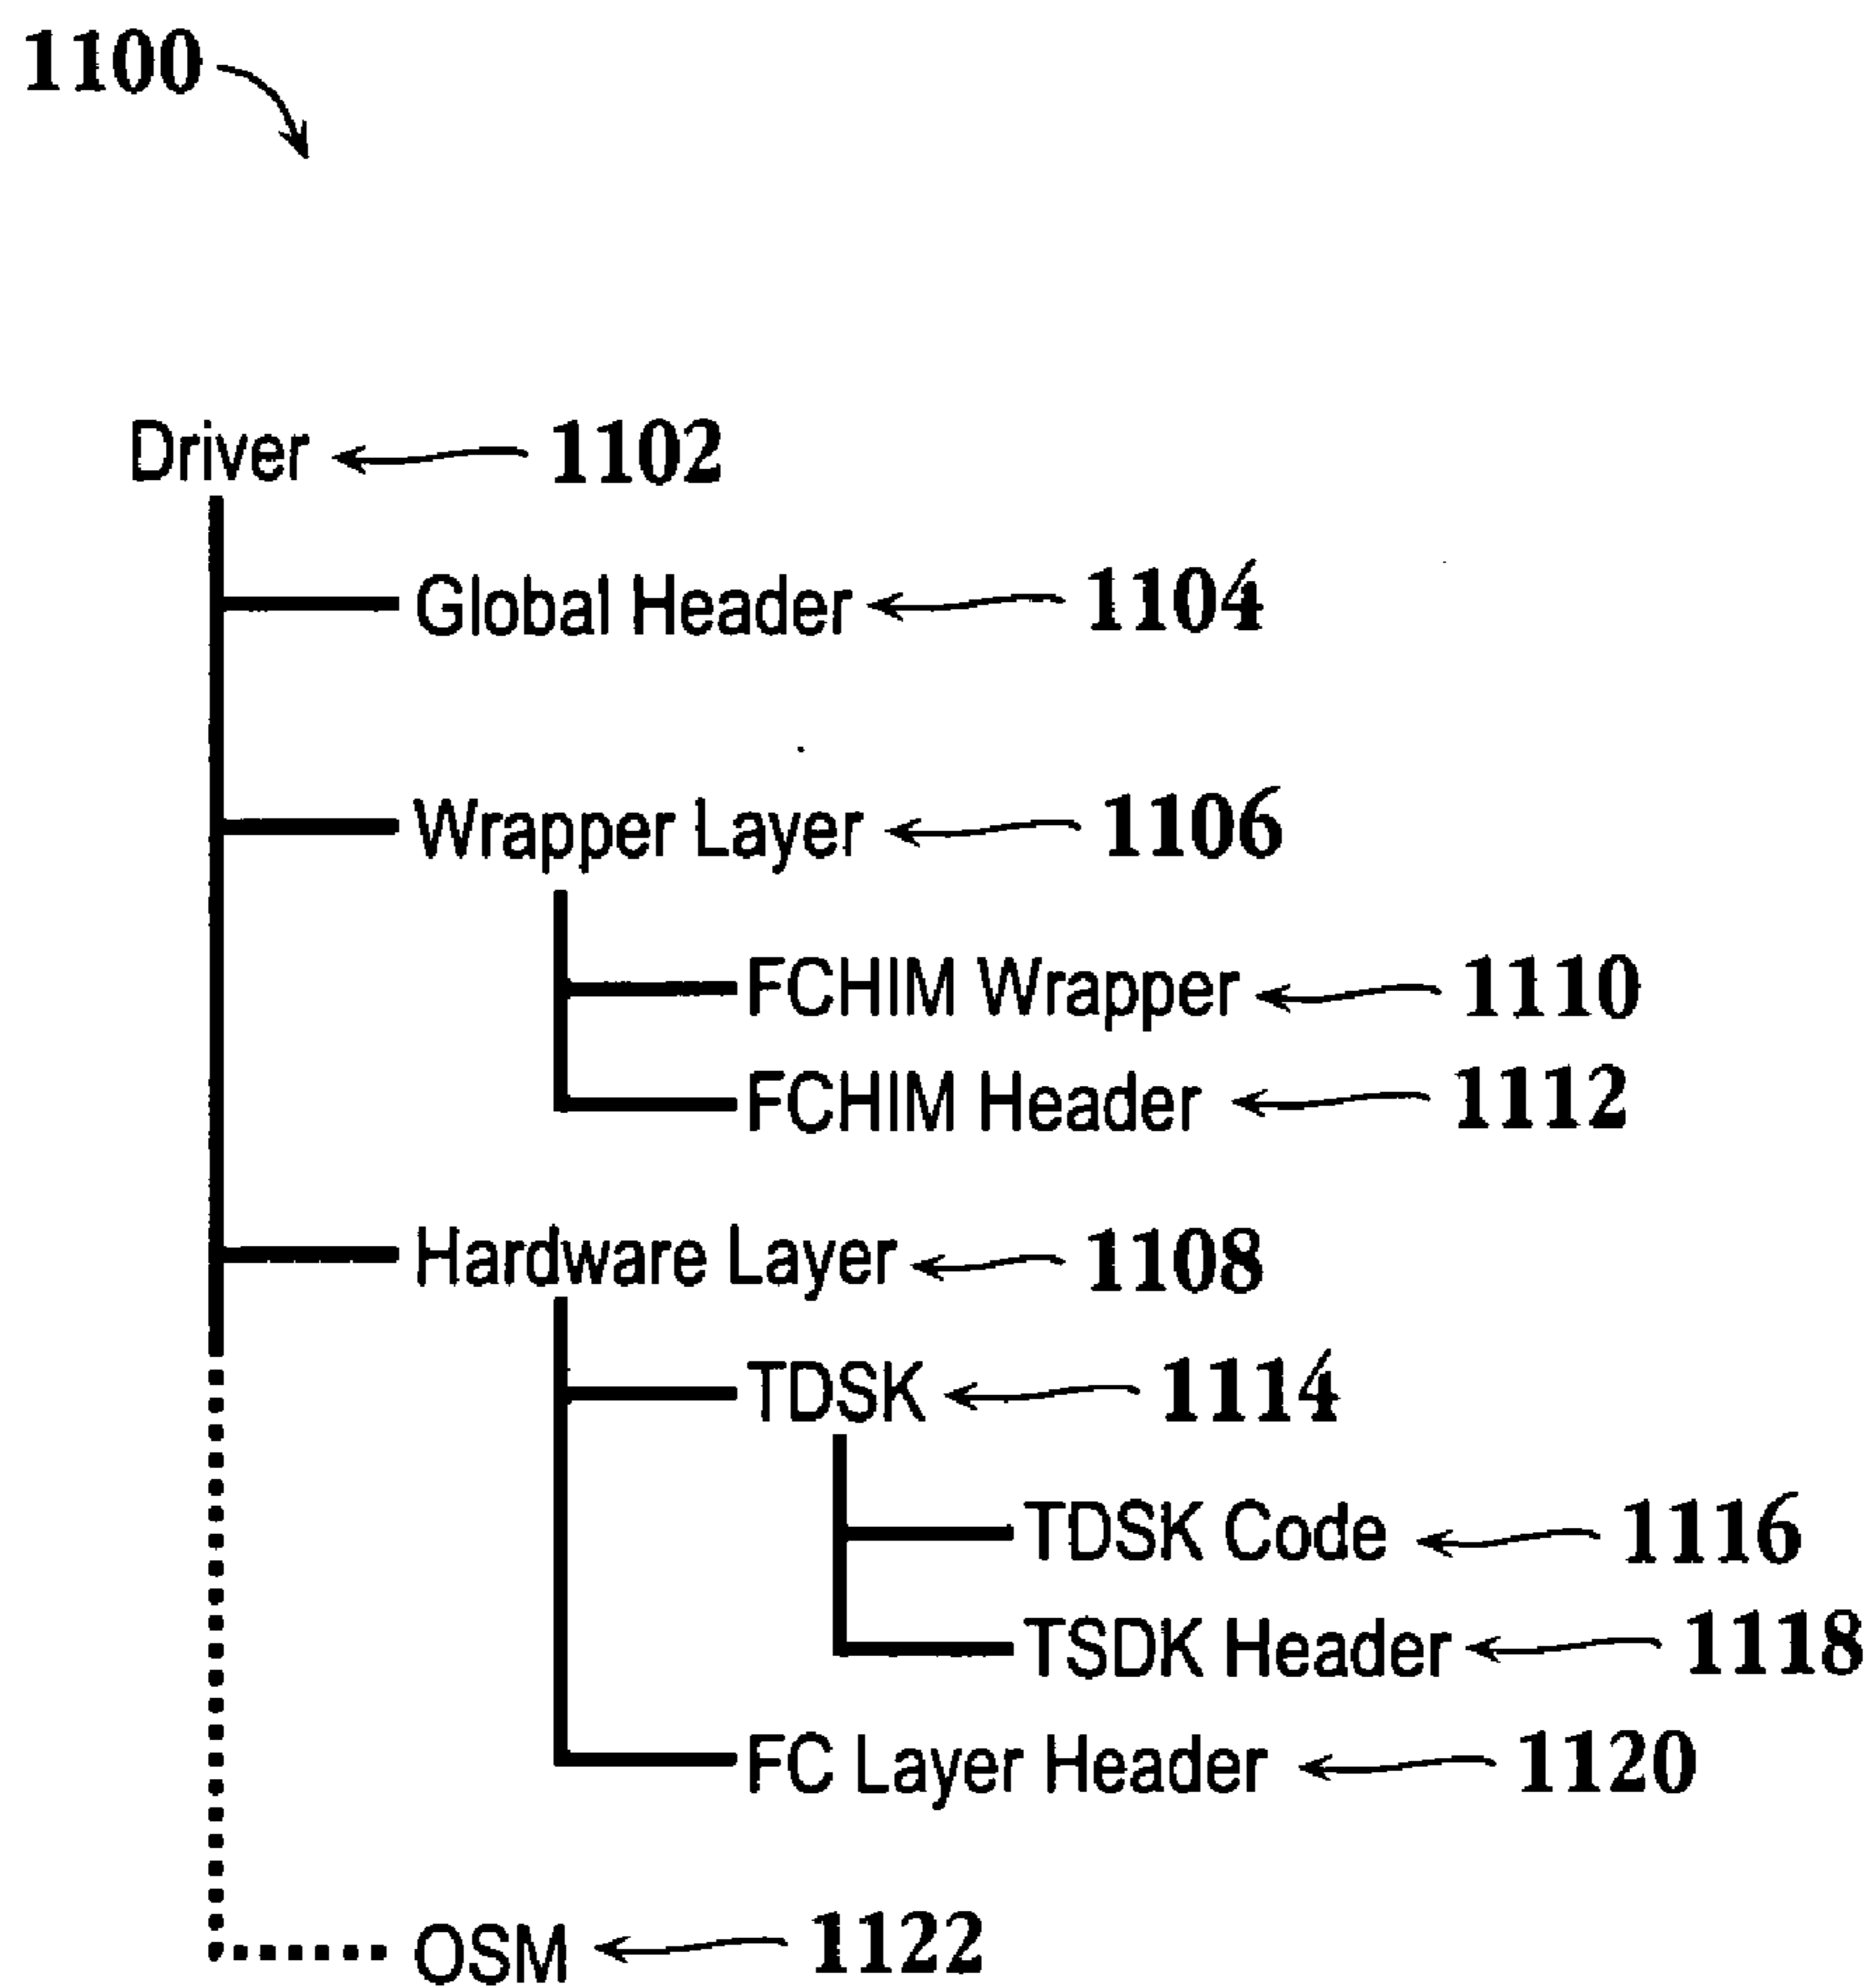 1100
Driver 1102
Global Header 1104
Wrapper Layer 1106
FCHIM Wrapper 1110
FCHIM Header 1112
Hardware Layer 1108
TDSK 1114
TDSK Code 1116
TSDK Header 1118
FC Layer Header 1120
OSM 1122